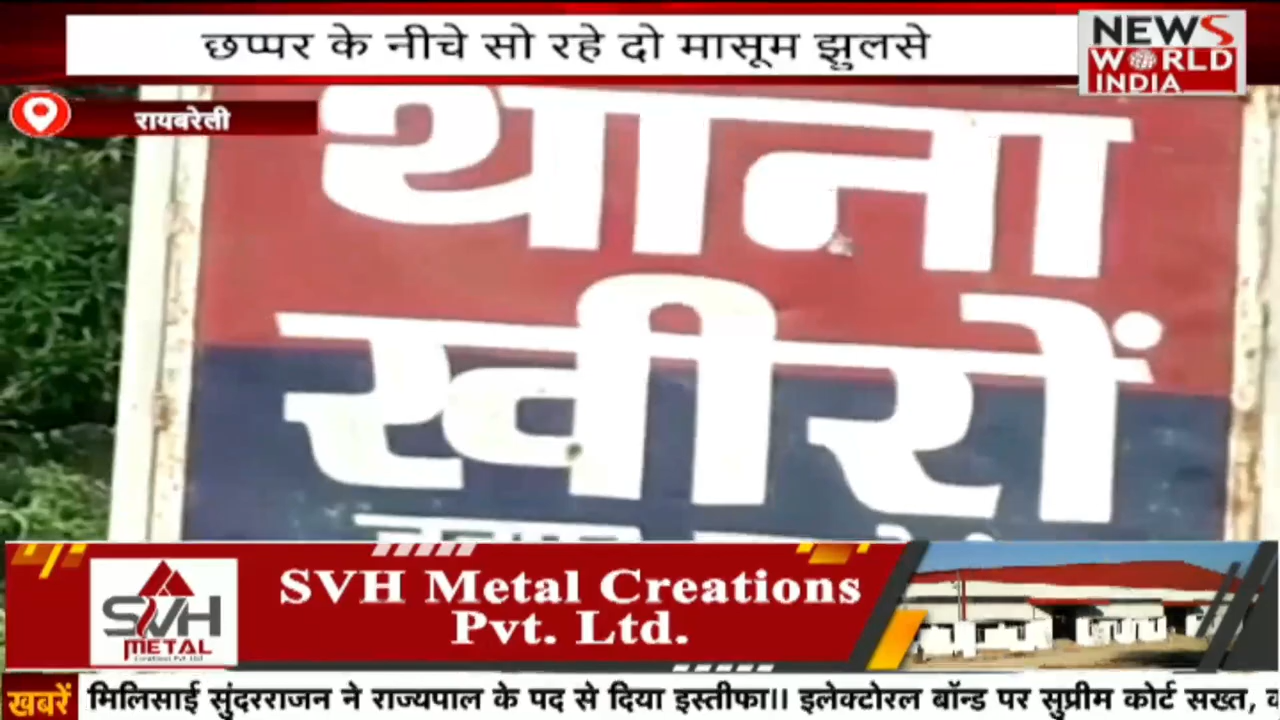 छप्पर के नीचे सो रहे दो मासूम झुलसे
NEWS
WORLD
INDIA
रायबरेली
थाना
खीरों
SVH
METAL
SVH Metal Creations
Pvt. Ltd.
खबरें
मिलिसाई सुंदरराजन ने राज्यपाल के पद से दिया इस्तीफा।। इलेक्टोरल बॉन्ड पर सुप्रीम कोर्ट सख्त,